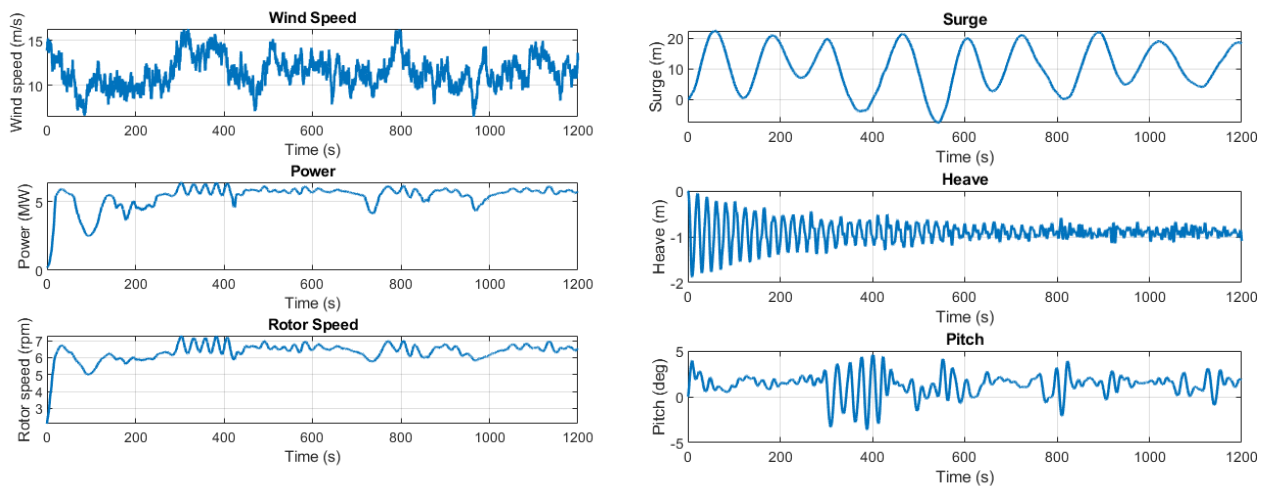 Wind Speed
Wind speed (m/s)
15
10
0 200 400 600 800 1000 1200
Time (s)
Power
Power (MW)
5
0
0 200 400 600 800 1000 1200
Time (s)
Rotor Speed
Rotor speed (rpm)
7
6
5
4
3
0 200 400 600 800 1000 1200
Time (s)
Surge
Surge (m)
20
10
0
0 200 400 600 800 1000 1200
Time (s)
Heave
Heave (m)
0
-1
-2
0 200 400 600 800 1000 1200
Time (s)
Pitch
Pitch (deg)
5
0
-5
0 200 400 600 800 1000 1200
Time (s)